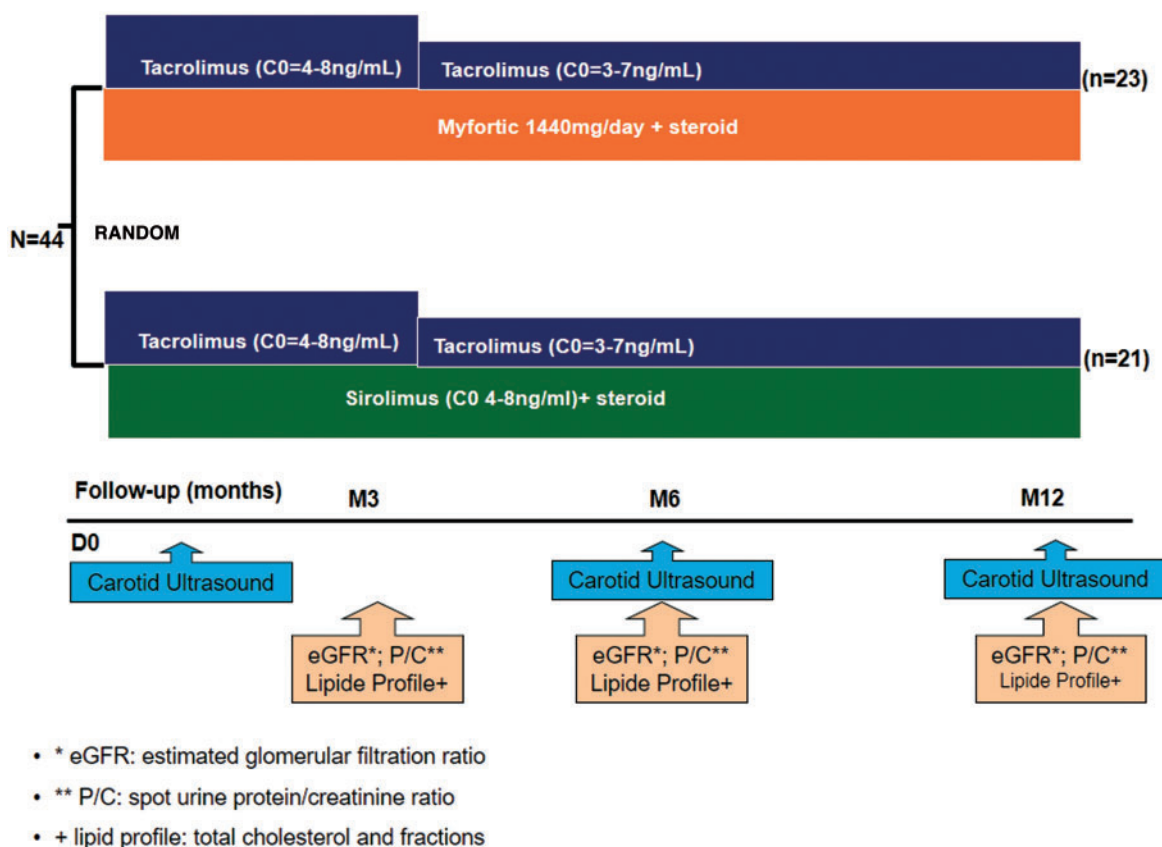 Tacrolimus (C0=4-8ng/mL)
Tacrolimus (C0=3-7ng/mL)
(n=23)
Myfortic 1440mg/day + steroid
N=44
RANDOM
Tacrolimus (C0=4-8ng/mL)
Tacrolimus (C0=3-7ng/mL)
(n=21)
Sirolimus (C0 4-8ng/ml)+ steroid
Follow-up (months)
M3
M6
M12
D0
Carotid Ultrasound
Carotid Ultrasound
Carotid Ultrasound
eGFR*; P/C**
Lipide Profile+
eGFR*; P/C**
Lipide Profile+
eGFR*; P/C**
Lipide Profile+
• * eGFR: estimated glomerular filtration ratio
• ** P/C: spot urine protein/creatinine ratio
• + lipid profile: total cholesterol and fractions